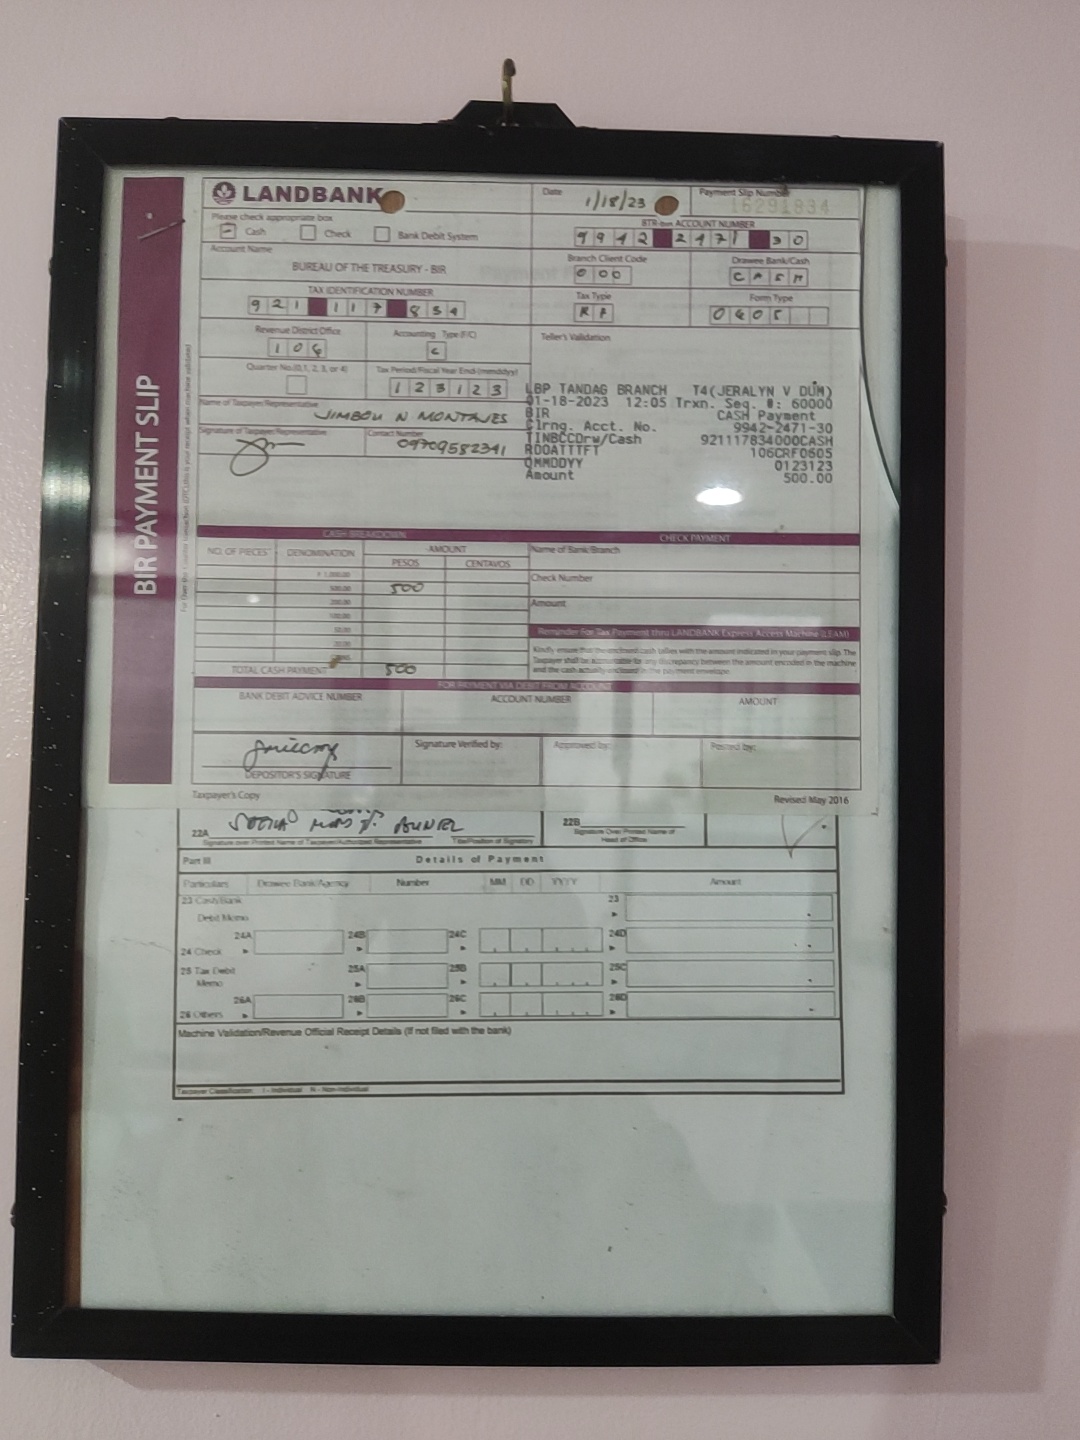 BIR PAYMENT SLIP
LANDBANK
Date 1/18/23
Payment Slip Number
16291834
Please check appropriate box
Cash Check Bank Debit System
ACCOUNT NUMBER
9942 2471 30
Account Name
BUREAU OF THE TREASURY - BIR
Branch Client Code
000
Drawee Bank/Cash
CASH
TAX IDENTIFICATION NUMBER
921 117 834
Tax Type
RF
Form Type
0605
Revenue District Office
106
Accounting Type (F/C)
C
Teller's Validation
Quarter No.(0,1, 2, 3, or 4)
Tax Period/Fiscal Year End-(mmddyy)
123123
LBP TANDAG BRANCH T4(JERALYN V DUM)
01-18-2023 12:05 Trxn. Seq. #: 60000
BIR CASH Payment
Clrng. Acct. No. 9942-2471-30
TINBCCDrw/Cash 921117834000CASH
RDOATTTFT 106CRF0605
QMMDDYY 0123123
Amount 500.00
Name of Taxpayer/Representative
N MONTAJES
Signature of Taxpayer/Representative
Contact Number
09709582341
CASH BREAKDOWN
CHECK PAYMENT
NO. OF PIECES DENOMINATION AMOUNT
PESOS CENTAVOS
Name of Bank/Branch
₱ 1,000.00
Check Number
500.00 500
200.00
Amount
100.00
50.00
20.00
Reminder For Tax Payment thru LANDBANK Express Access Machine (LEAM)
Kindly ensure that the enclosed cash tallies with the amount indicated in your payment slip. The
Taxpayer shall be accountable for any discrepancy between the amount encoded in the machine
and the cash actually enclosed in the payment envelope.
TOTAL CASH PAYMENT 500
FOR PAYMENT VIA DEBIT FROM ACCOUNT
BANK DEBIT ADVICE NUMBER ACCOUNT NUMBER AMOUNT
DEPOSITOR'S SIGNATURE
Signature Verified by:
Approved by:
Posted by:
Taxpayer's Copy
Revised May 2016
22A
22B
Signature over Printed Name of Taxpayer/Authorized Representative Title/Position of Signatory
Signature Over Printed Name of
Head of Office
Part III Details of Payment
Particulars Drawee Bank/Agency Number MM DD YYYY Amount
23 Cash/Bank 23
Debit Memo
24A 24B 24C 24D
24 Check
25 Tax Debit 25A 25B 25C
Memo
26A 26B 26C 26D
26 Others
Machine Validation/Revenue Official Receipt Details (If not filed with the bank)
Taxpayer Classification: I - Individual N - Non-Individual